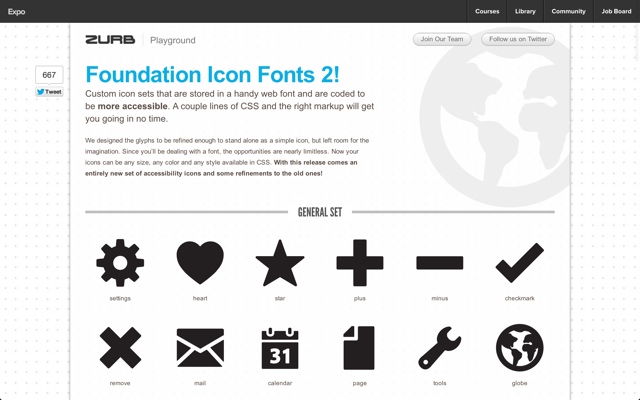 Expo
Courses
Library
Community
Job Board
ZURB
Playground
Join Our Team
Follow us on Twitter
667
Tweet
Foundation Icon Fonts 2!
Custom icon sets that are stored in a handy web font and are coded to
be more accessible. A couple lines of CSS and the right markup will get
you going in no time.
We designed the glyphs to be refined enough to stand alone as a simple icon, but left room for the
imagination. Since you'll be dealing with a font, the opportunities are nearly limitless. Now your
icons can be any size, any color and any style available in CSS. With this release comes an
entirely new set of accessibility icons and some refinements to the old ones!
GENERAL SET
settings
heart
star
plus
minus
checkmark
31
remove
mail
calendar
page
tools
globe